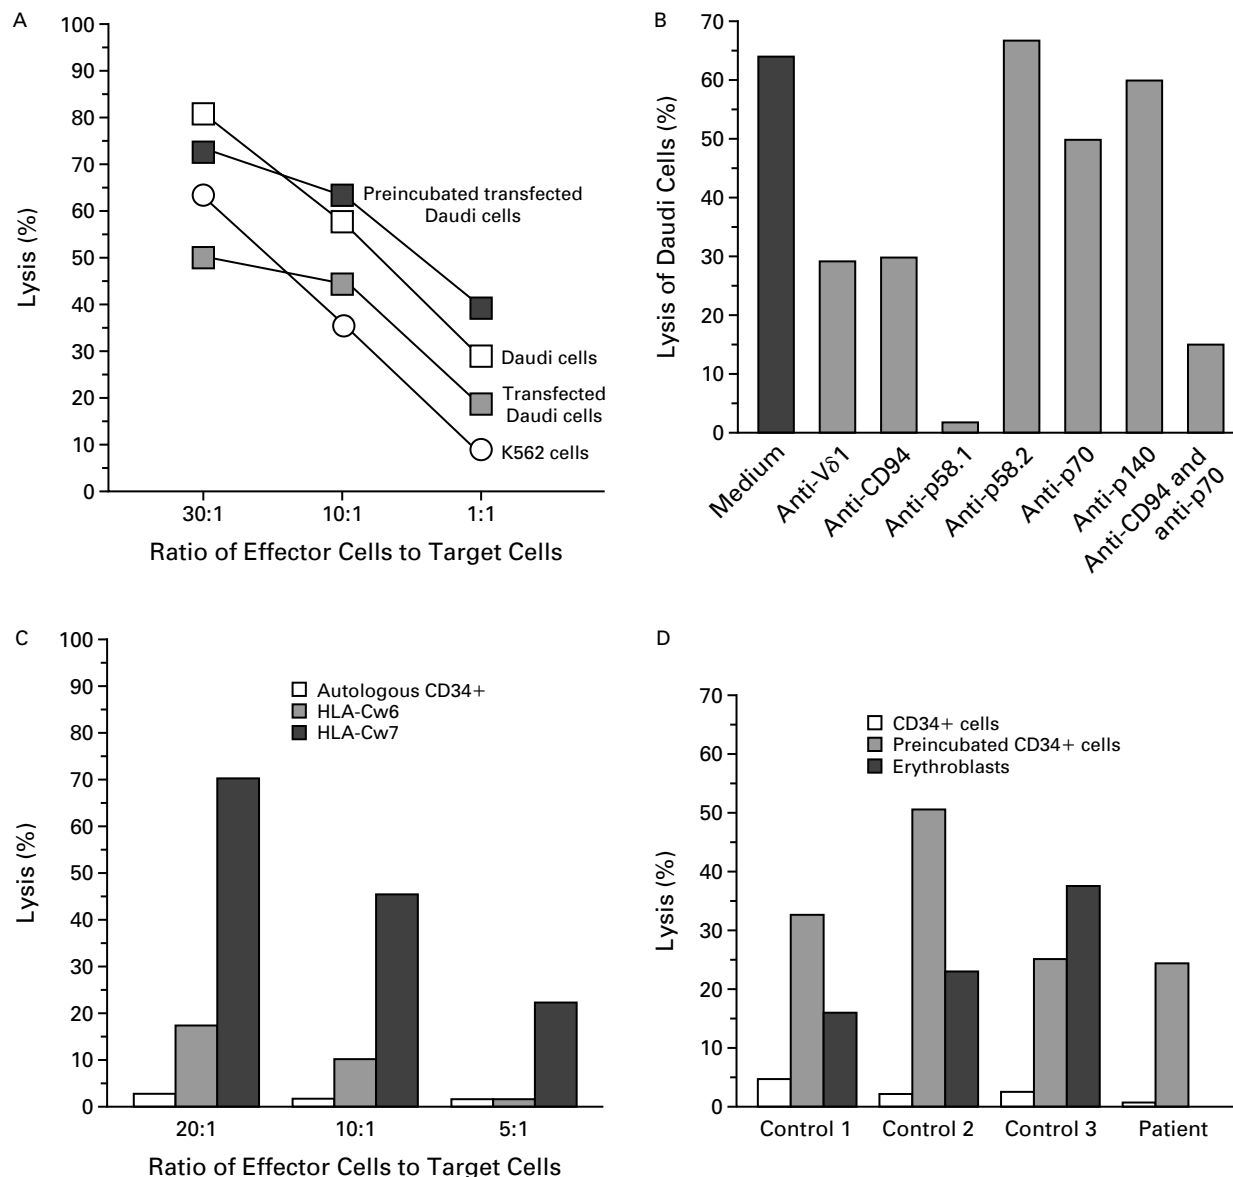 A
100
90
80
70
60
50
40
30
20
10
0
Lysis (%)
Preincubated transfected
Daudi cells
Daudi cells
Transfected
Daudi cells
K562 cells
30:1
10:1
1:1
Ratio of Effector Cells to Target Cells
B
70
60
50
40
30
20
10
0
Lysis of Daudi Cells (%)
Medium
Anti-Vδ1
Anti-CD94
Anti-p58.1
Anti-p58.2
Anti-p70
Anti-p140
Anti-CD94 and
anti-p70
C
100
90
80
70
60
50
40
30
20
10
0
Lysis (%)
Autologous CD34+
HLA-Cw6
HLA-Cw7
20:1
10:1
5:1
Ratio of Effector Cells to Target Cells
D
70
60
50
40
30
20
10
0
Lysis (%)
CD34+ cells
Preincubated CD34+ cells
Erythroblasts
Control 1
Control 2
Control 3
Patient